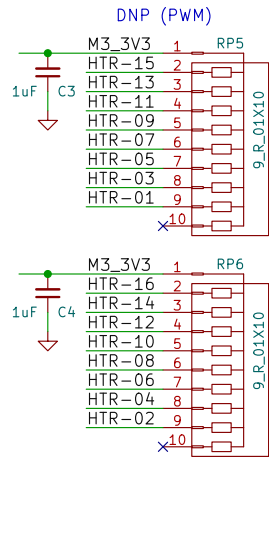 DNP (PWM)
M3_3V3 1 RP5
HTR-15 2
1uF C3 HTR-13 3
HTR-11 4
HTR-09 5
HTR-07 6
HTR-05 7
HTR-03 8
HTR-01 9
10
9_R_01X10
M3_3V3 1 RP6
HTR-16 2
1uF C4 HTR-14 3
HTR-12 4
HTR-10 5
HTR-08 6
HTR-06 7
HTR-04 8
HTR-02 9
10
9_R_01X10